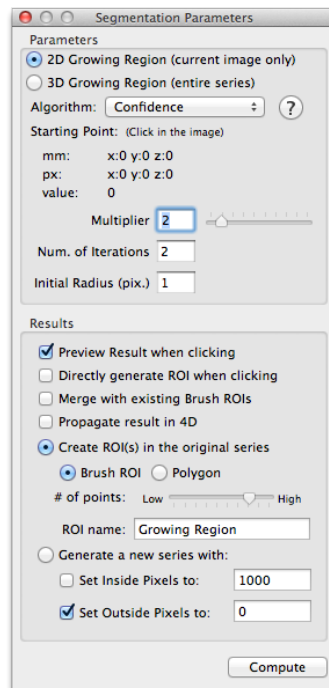 Segmentation Parameters
Parameters
2D Growing Region (current image only)
3D Growing Region (entire series)
Algorithm: Confidence ?
Starting Point: (Click in the image)
mm: x:0 y:0 z:0
px: x:0 y:0 z:0
value: 0
Multiplier 2
Num. of Iterations 2
Initial Radius (pix.) 1
Results
Preview Result when clicking
Directly generate ROI when clicking
Merge with existing Brush ROIs
Propagate result in 4D
Create ROI(s) in the original series
Brush ROI Polygon
# of points: Low High
ROI name: Growing Region
Generate a new series with:
Set Inside Pixels to: 1000
Set Outside Pixels to: 0
Compute